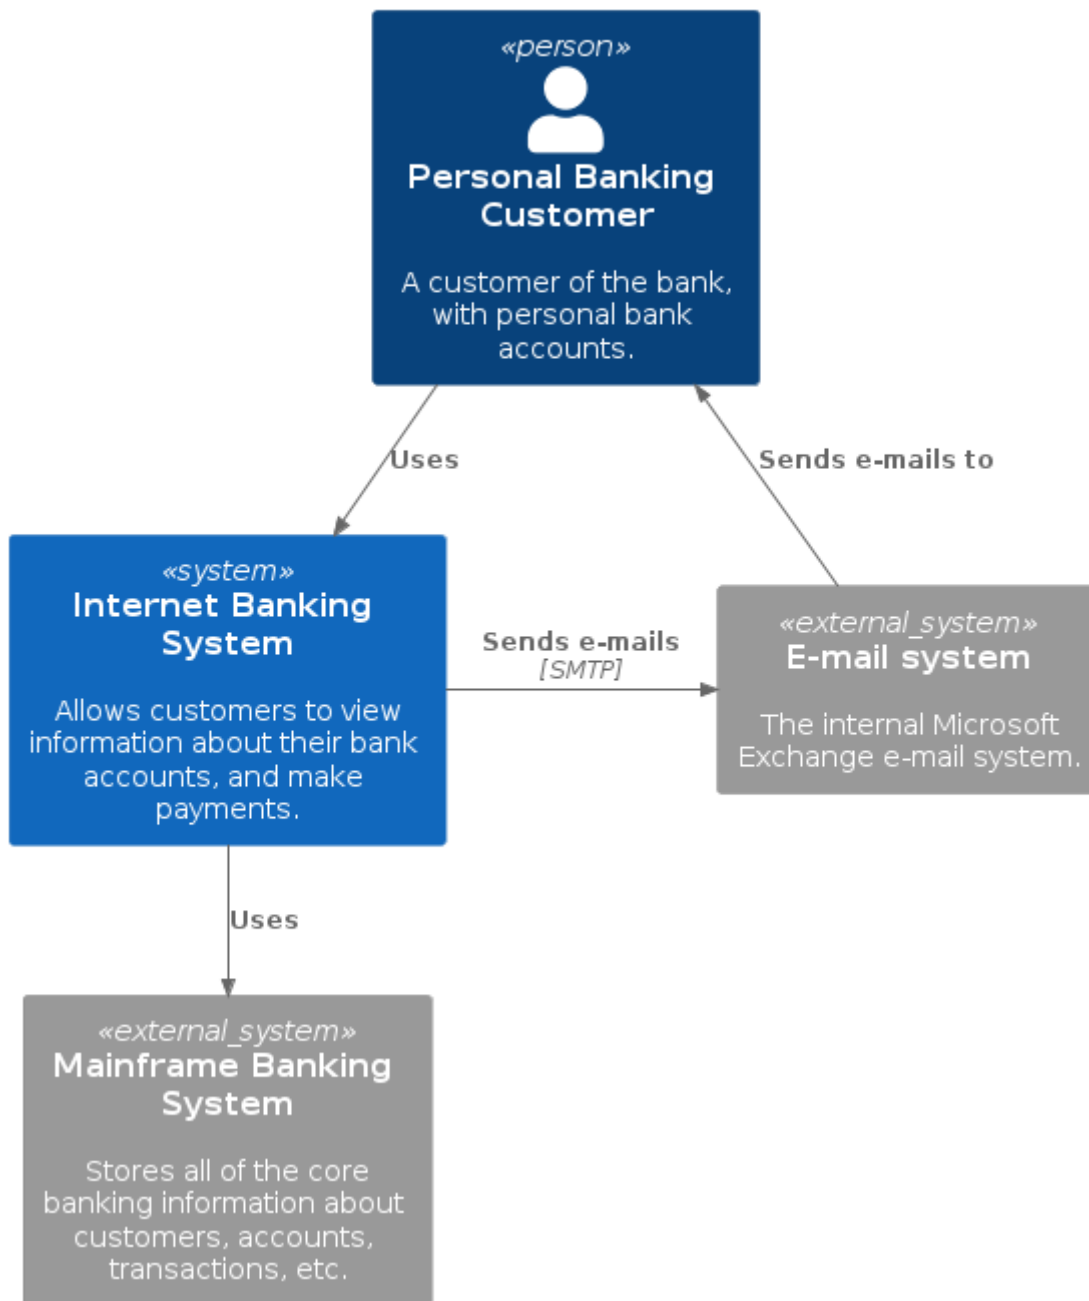 «person»
Personal Banking
Customer
A customer of the bank,
with personal bank
accounts.
Uses
Sends e-mails to
«system»
Internet Banking
System
Allows customers to view
information about their bank
accounts, and make
payments.
Sends e-mails
[SMTP]
«external_system»
E-mail system
The internal Microsoft
Exchange e-mail system.
Uses
«external_system»
Mainframe Banking
System
Stores all of the core
banking information about
customers, accounts,
transactions, etc.